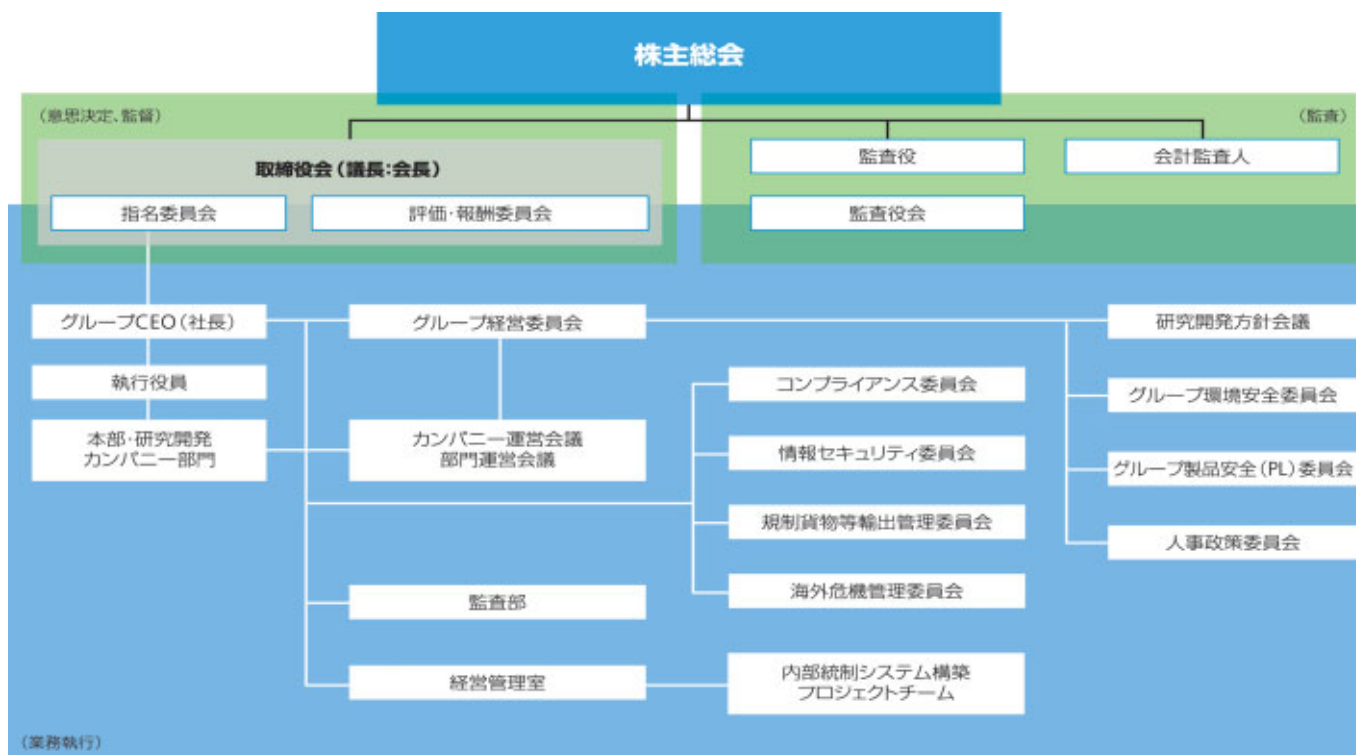 株主総会
（意思決定、監督）
（監査）
取締役会（議長：会長）
監査役
会計監査人
指名委員会
評価・報酬委員会
監査役会
グループCEO（社長）
グループ経営委員会
研究開発方針会議
執行役員
コンプライアンス委員会
グループ環境安全委員会
本部・研究開発
カンパニー部門
カンパニー運営会議
部門運営会議
情報セキュリティ委員会
グループ製品安全（PL）委員会
規制貨物等輸出管理委員会
人事政策委員会
監査部
海外危機管理委員会
経営管理室
内部統制システム構築
プロジェクトチーム
（業務執行）